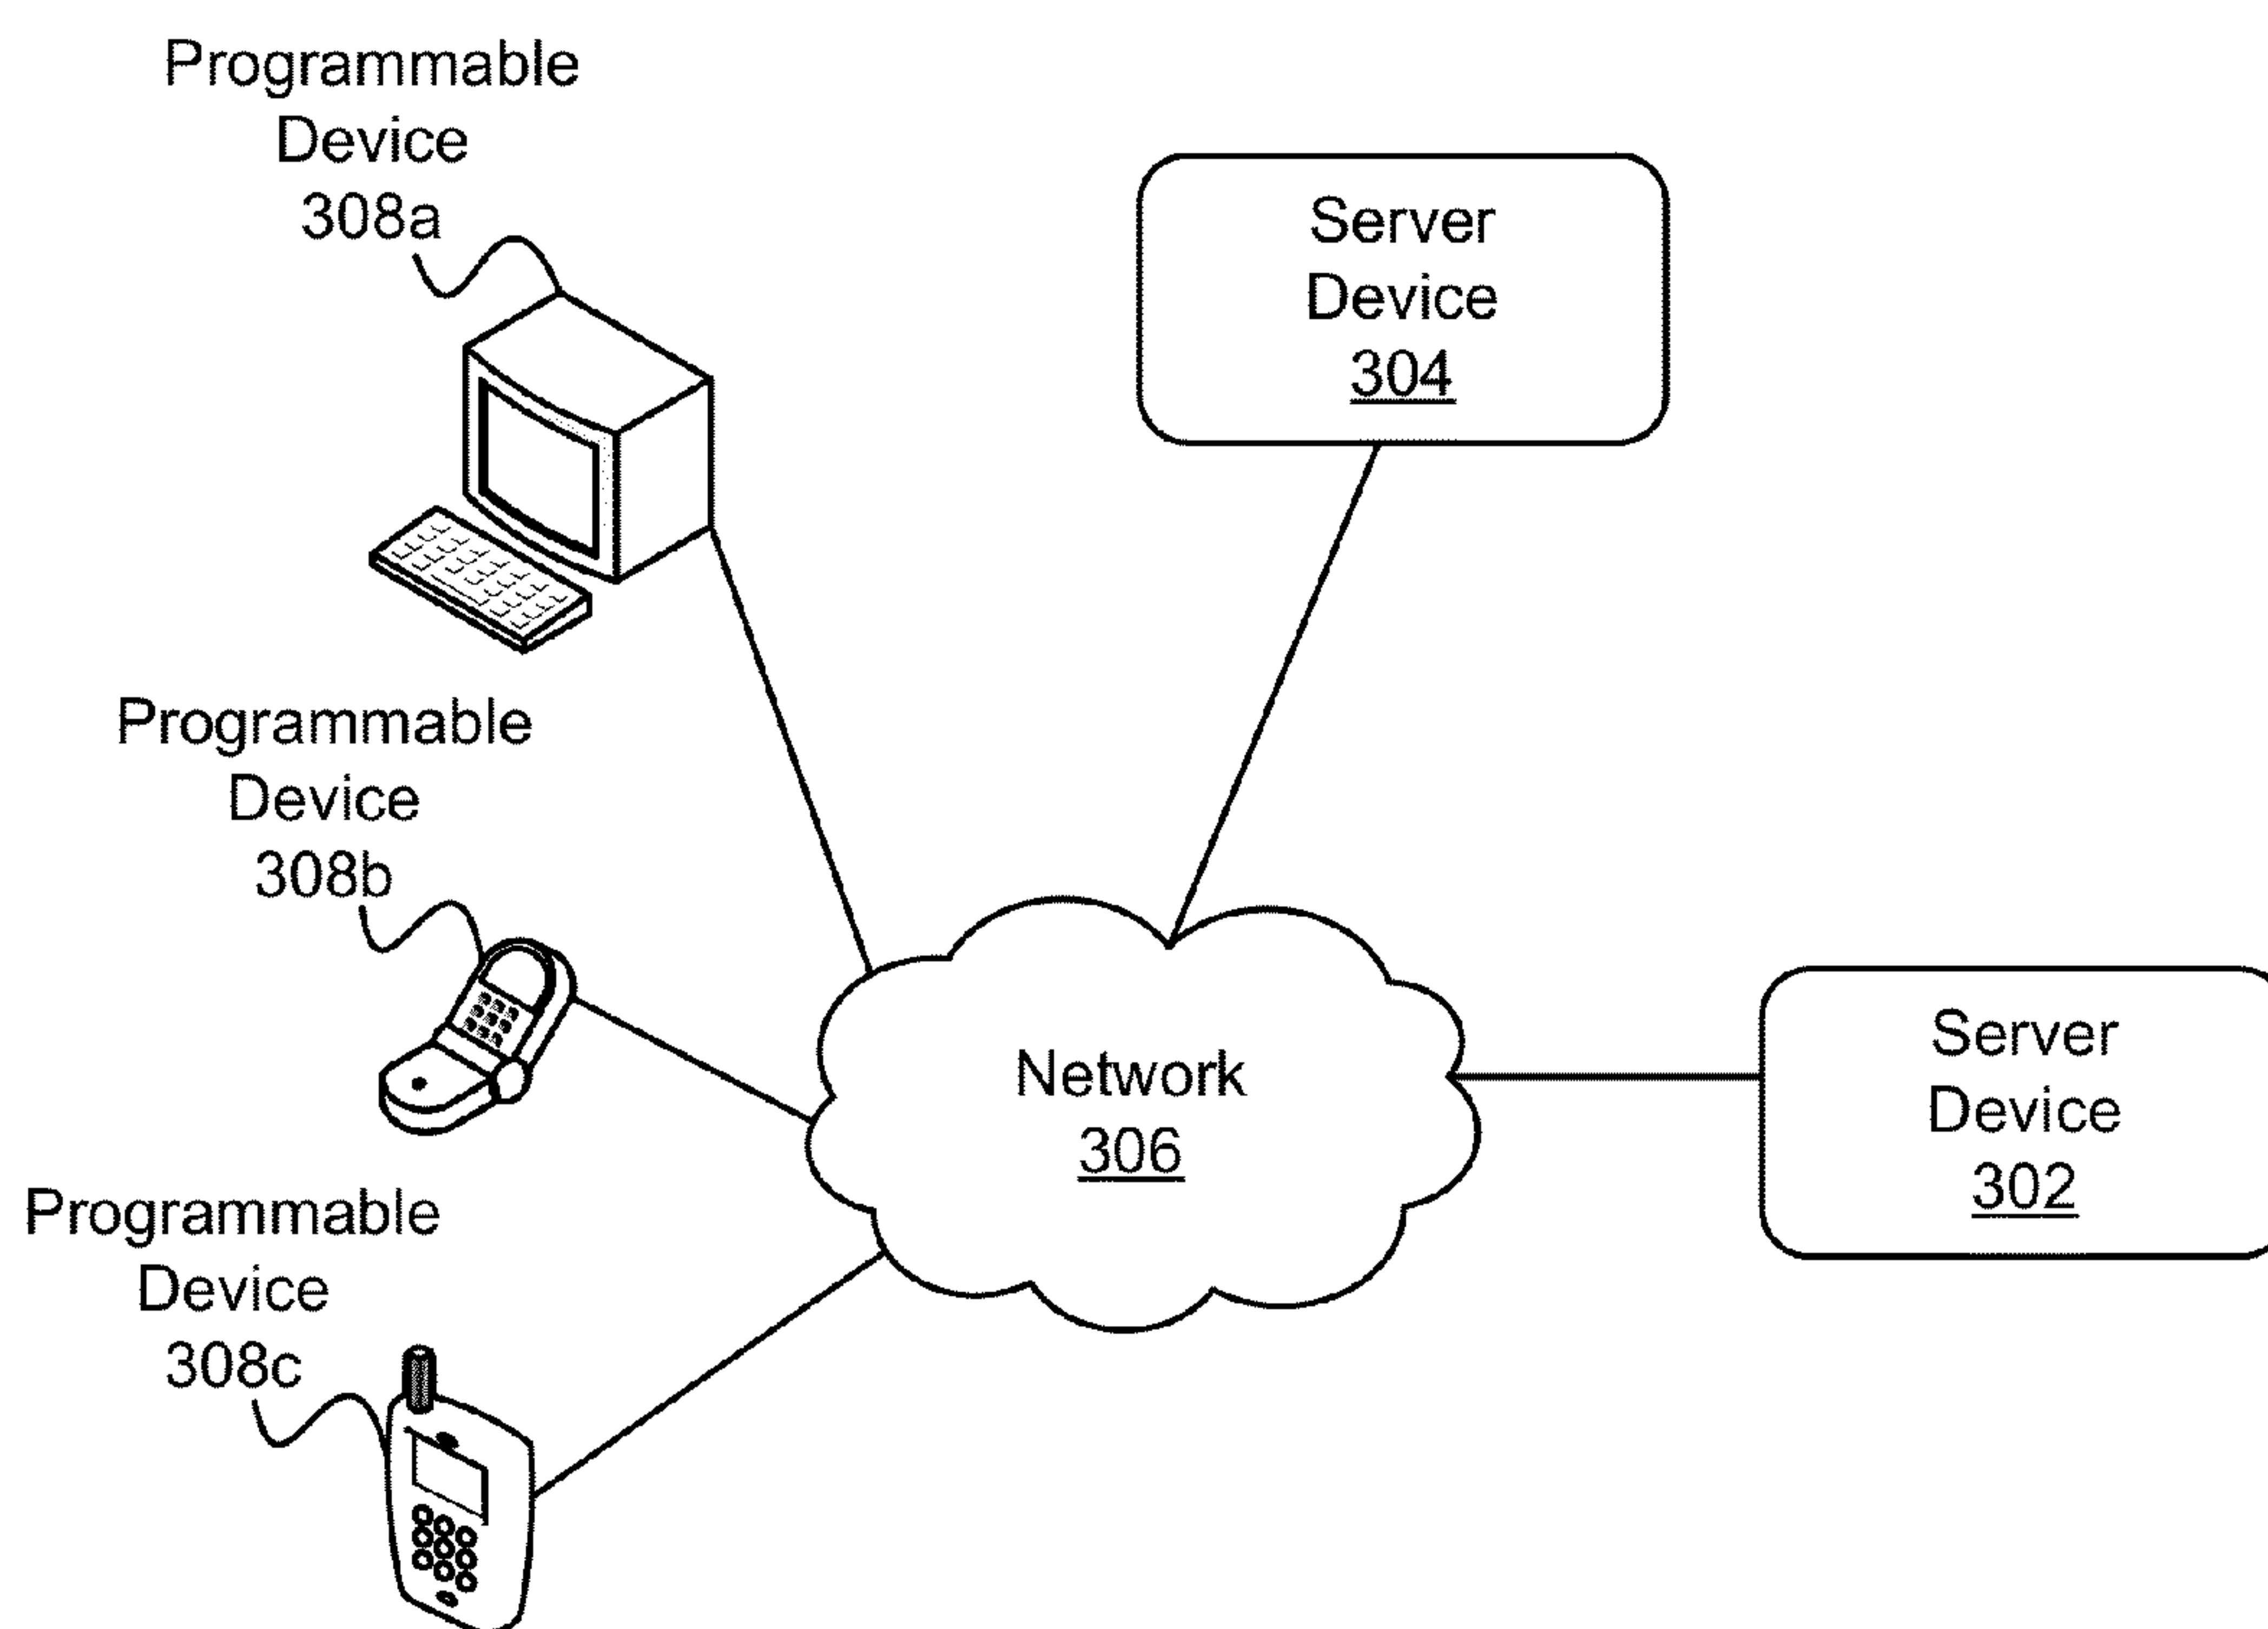 Programmable
Device
308a
Server
Device
304
Programmable
Device
308b
Network
306
Server
Device
302
Programmable
Device
308c